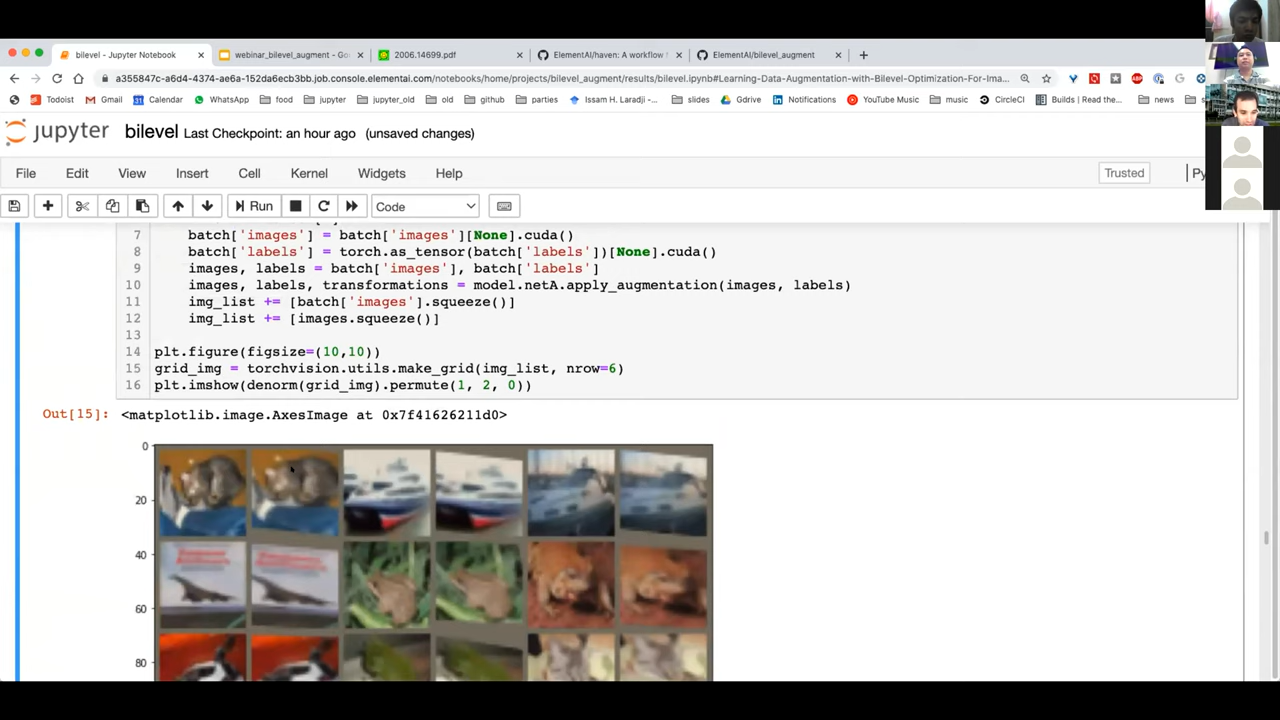 bilevel - Jupyter Notebook
webinar_bilevel_augment - Go
2006.14699.pdf
ElementAI/haven: A workflow f
ElementAI/bilevel_augment
a355847c-a6d4-4374-ae6a-152da6ecb3bb.job.console.elementai.com/notebooks/home/projects/bilevel_augment/results/bilevel.ipynb#Learning-Data-Augmentation-with-Bilevel-Optimization-For-Ima...
Todoist Gmail Calendar WhatsApp food jupyter jupyter_old old github parties Issam H. Laradji -... slides Gdrive Notifications YouTube Music music CircleCI Builds | Read the... news
jupyter bilevel Last Checkpoint: an hour ago (unsaved changes)
File Edit View Insert Cell Kernel Widgets Help Trusted Py
Run Code
7 batch['images'] = batch['images'][None].cuda()
8 batch['labels'] = torch.as_tensor(batch['labels'])[None].cuda()
9 images, labels = batch['images'], batch['labels']
10 images, labels, transformations = model.netA.apply_augmentation(images, labels)
11 img_list += [batch['images'].squeeze()]
12 img_list += [images.squeeze()]
13
14 plt.figure(figsize=(10,10))
15 grid_img = torchvision.utils.make_grid(img_list, nrow=6)
16 plt.imshow(denorm(grid_img).permute(1, 2, 0))
Out[15]: <matplotlib.image.AxesImage at 0x7f41626211d0>
0
20
40
60
80